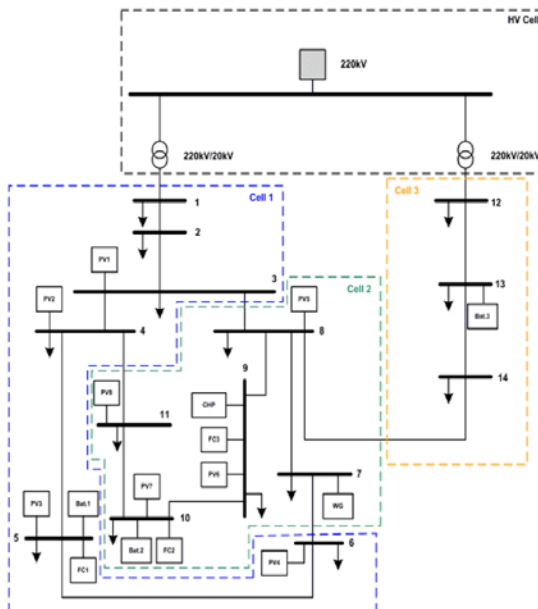 HV Cell
220kV
220kV/20kV 220kV/20kV
Cell 1 Cell 3
1 12
2
PV1
3 Cell 2 13
PV2 PV5
Bat.3
4 8
9
14
PV8 CHP
11 FC3
PV6
PV3 Bat.1 PV7 7
10 WG
5 6
Bat.2 FC2
FC1 PV4